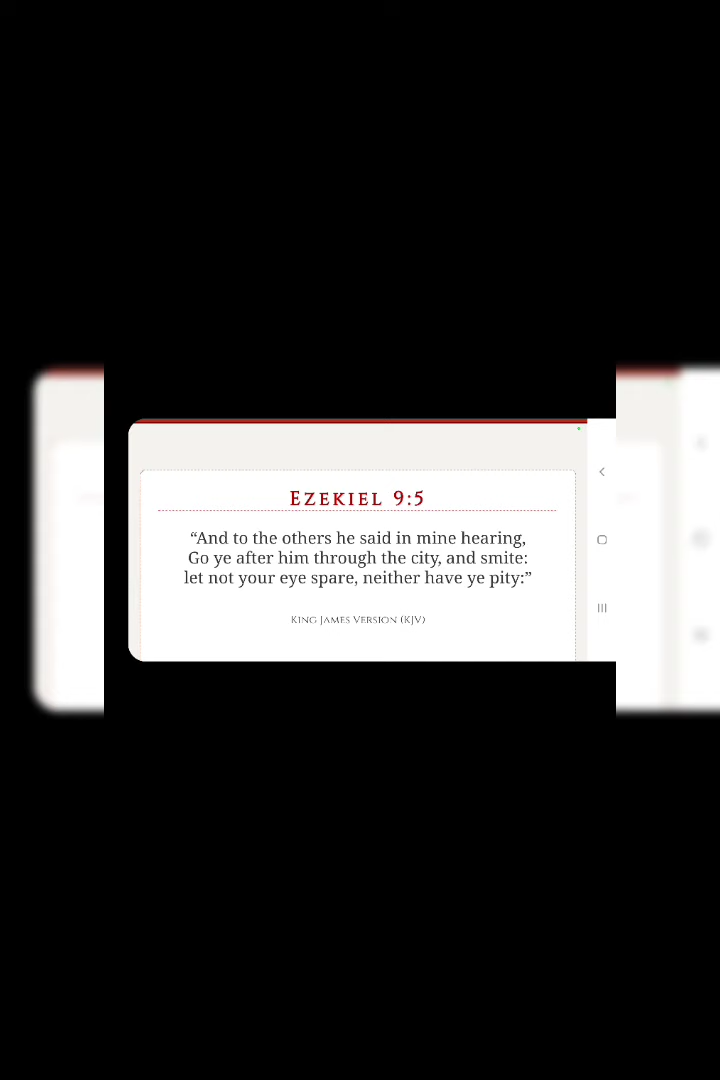 Ezekiel 9:5
“And to the others he said in mine hearing,
Go ye after him through the city, and smite:
let not your eye spare, neither have ye pity:”
King James Version (KJV)